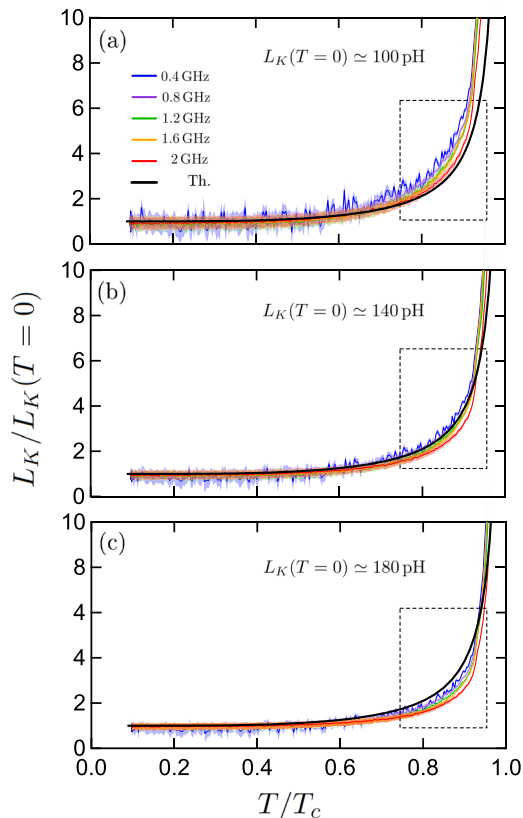 (a)
L_K(T = 0) ≃ 100 pH
0.4 GHz
0.8 GHz
1.2 GHz
1.6 GHz
2 GHz
Th.
10
8
6
4
2
0
(b)
L_K(T = 0) ≃ 140 pH
10
8
6
4
2
0
L_K/L_K(T = 0)
(c)
L_K(T = 0) ≃ 180 pH
10
8
6
4
2
0
0.0 0.2 0.4 0.6 0.8 1.0
T/T_c